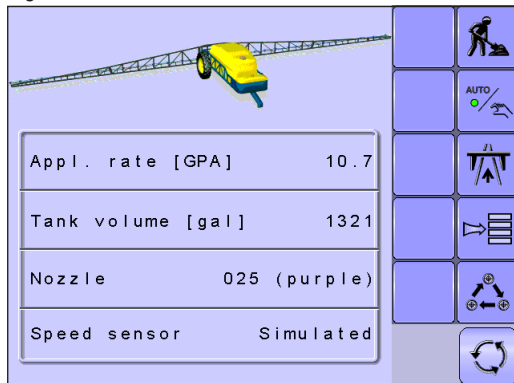 Appl. rate [GPA] 10.7
AUTO
Tank volume [gal] 1321
Nozzle 025 (purple)
Speed sensor Simulated